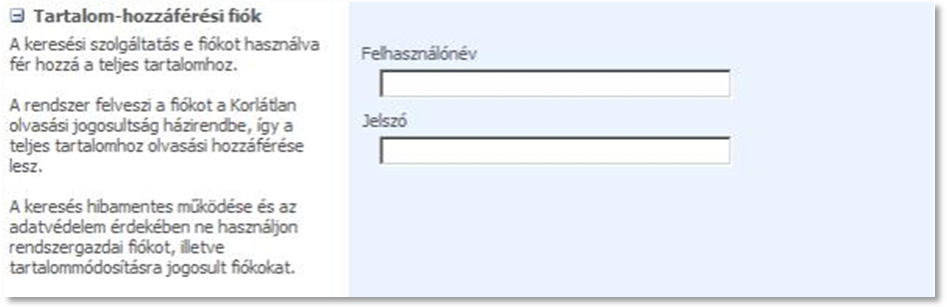 Tartalom-hozzáférési fiók
A keresési szolgáltatás e fiókot használva
fér hozzá a teljes tartalomhoz.
A rendszer felveszi a fiókot a Korlátlan
olvasási jogosultság házirendbe, így a
teljes tartalomhoz olvasási hozzáférése
lesz.
A keresés hibamentes működése és az
adatvédelem érdekében ne használjon
rendszergazdai fiókot, illetve
tartalommódosításra jogosult fiókokat.
Felhasználónév
Jelszó